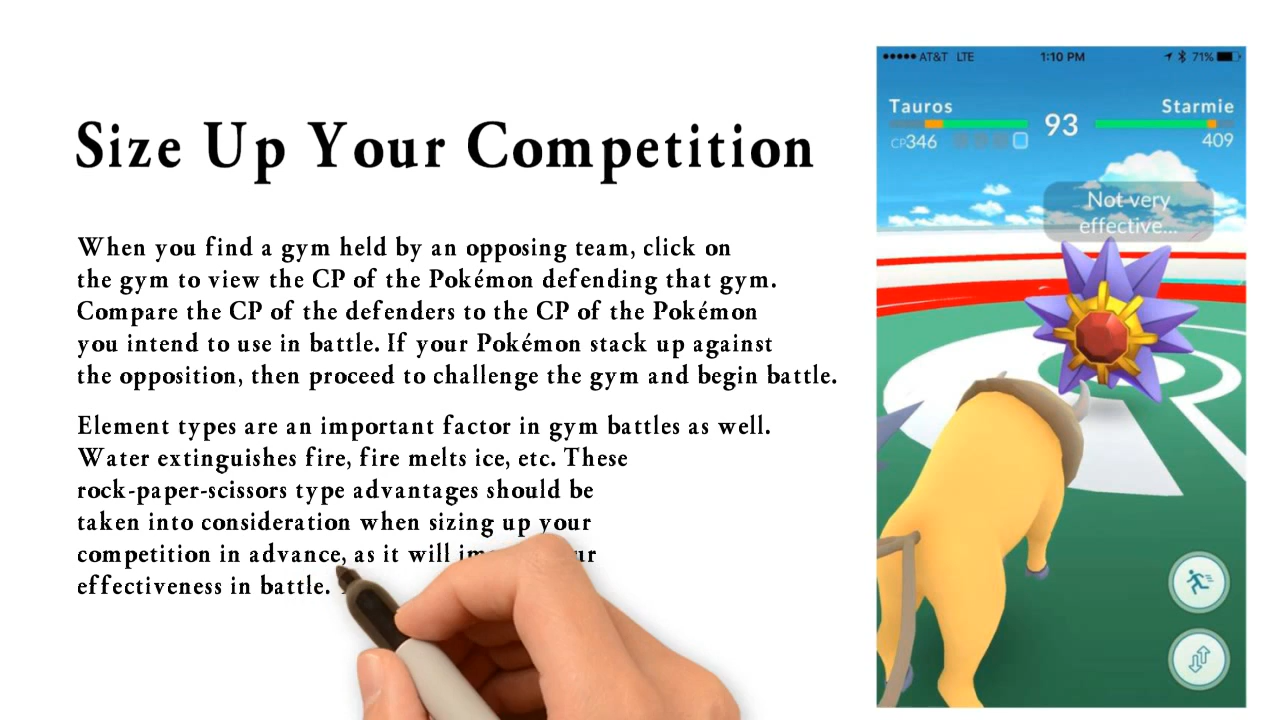 Size Up Your Competition
When you find a gym held by an opposing team, click on
the gym to view the CP of the Pokémon defending that gym.
Compare the CP of the defenders to the CP of the Pokémon
you intend to use in battle. If your Pokémon stack up against
the opposition, then proceed to challenge the gym and begin battle.
Element types are an important factor in gym battles as well.
Water extinguishes fire, fire melts ice, etc. These
rock-paper-scissors type advantages should be
taken into consideration when sizing up your
competition in advance, as it will
effectiveness in battle.
AT&T LTE 1:10 PM 71%
Tauros 93 Starmie
CP346 409
Not very
effective...